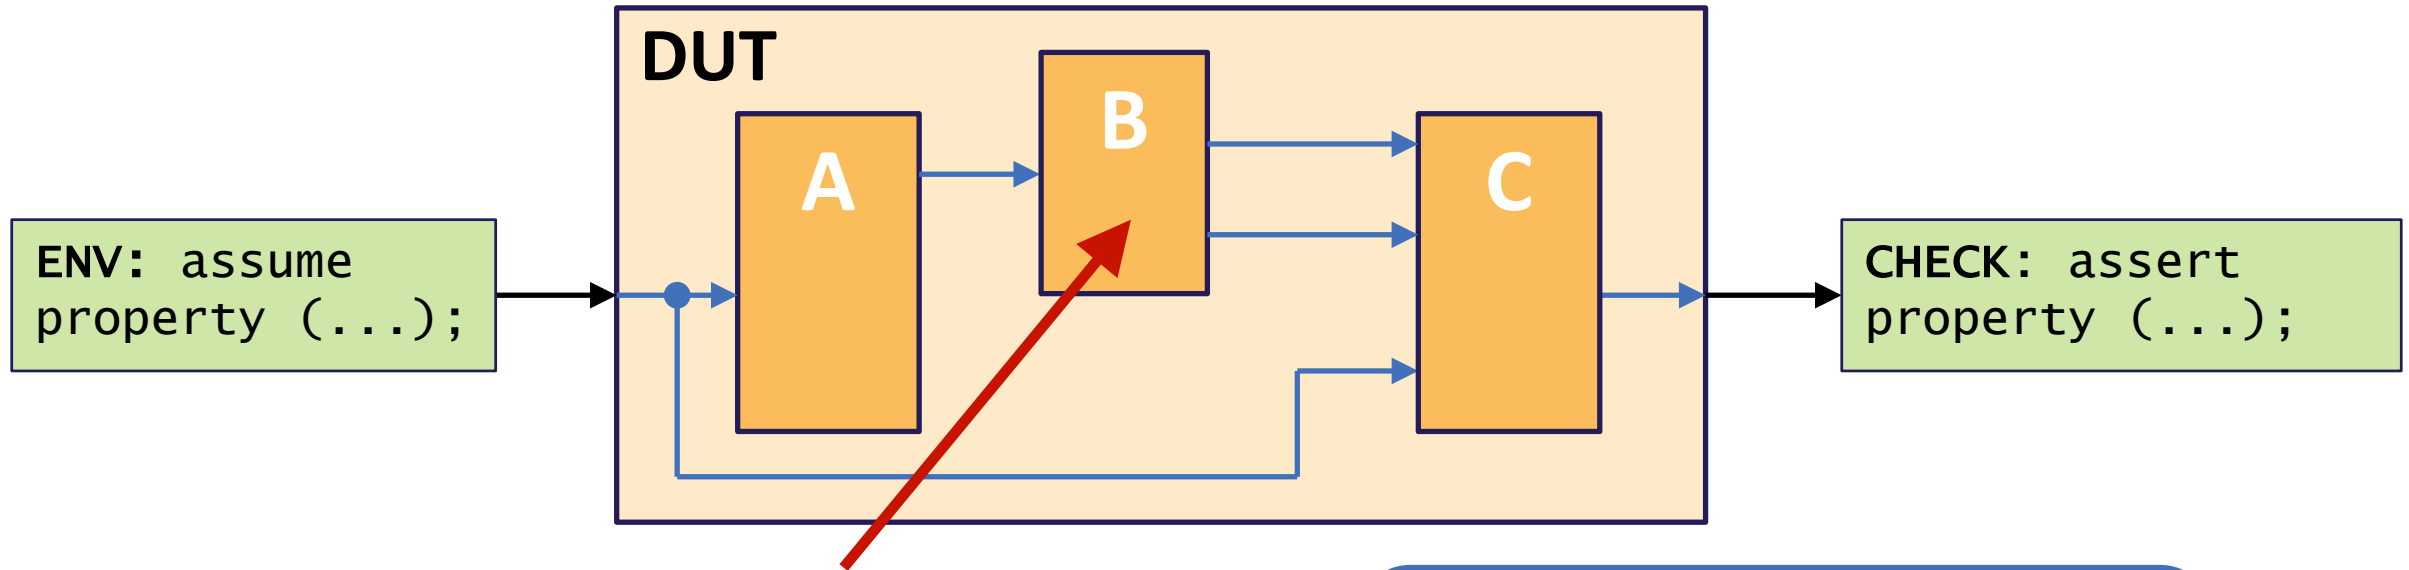 DUT
A
B
C
ENV: assume
property (...);
CHECK: assert
property (...);